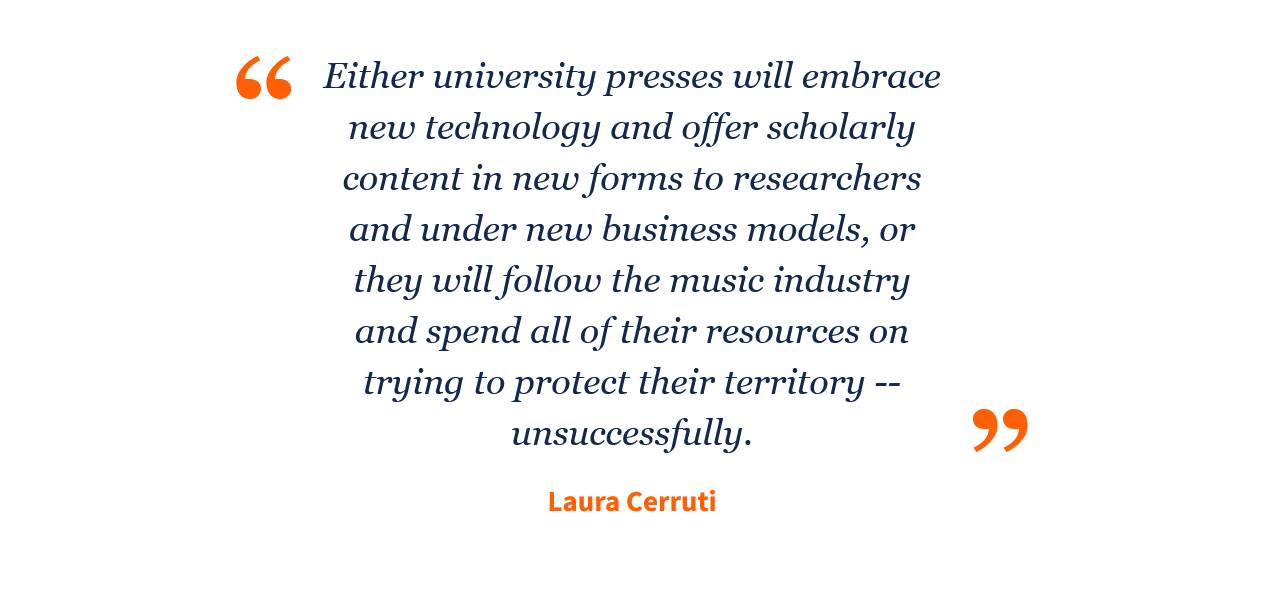 “ Either university presses will embrace
new technology and offer scholarly
content in new forms to researchers
and under new business models, or
they will follow the music industry
and spend all of their resources on
trying to protect their territory --
unsuccessfully. ”
Laura Cerruti